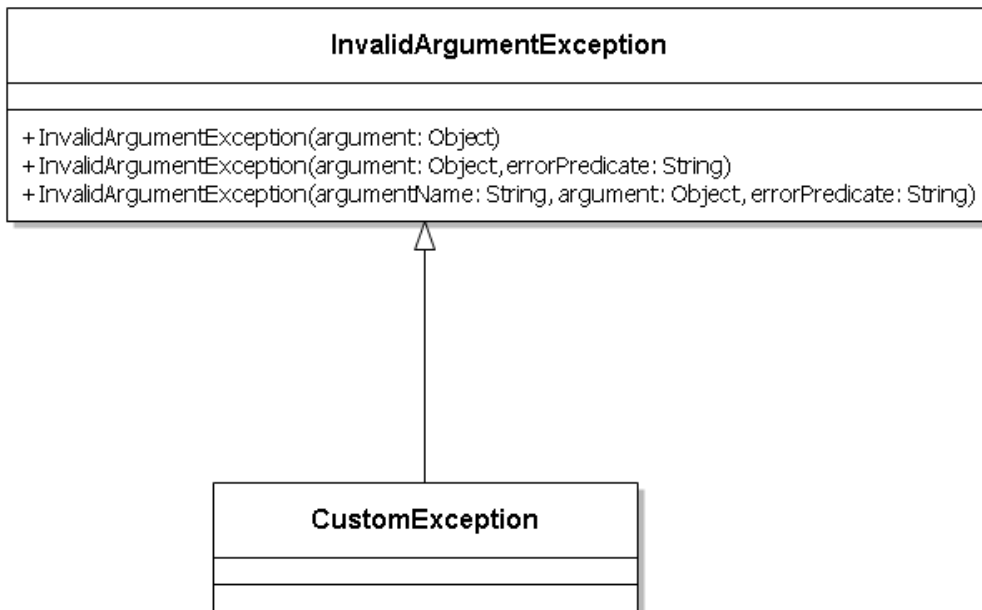 InvalidArgumentException
+InvalidArgumentException(argument: Object)
+InvalidArgumentException(argument: Object,errorPredicate: String)
+InvalidArgumentException(argumentName: String, argument: Object, errorPredicate: String)
CustomException